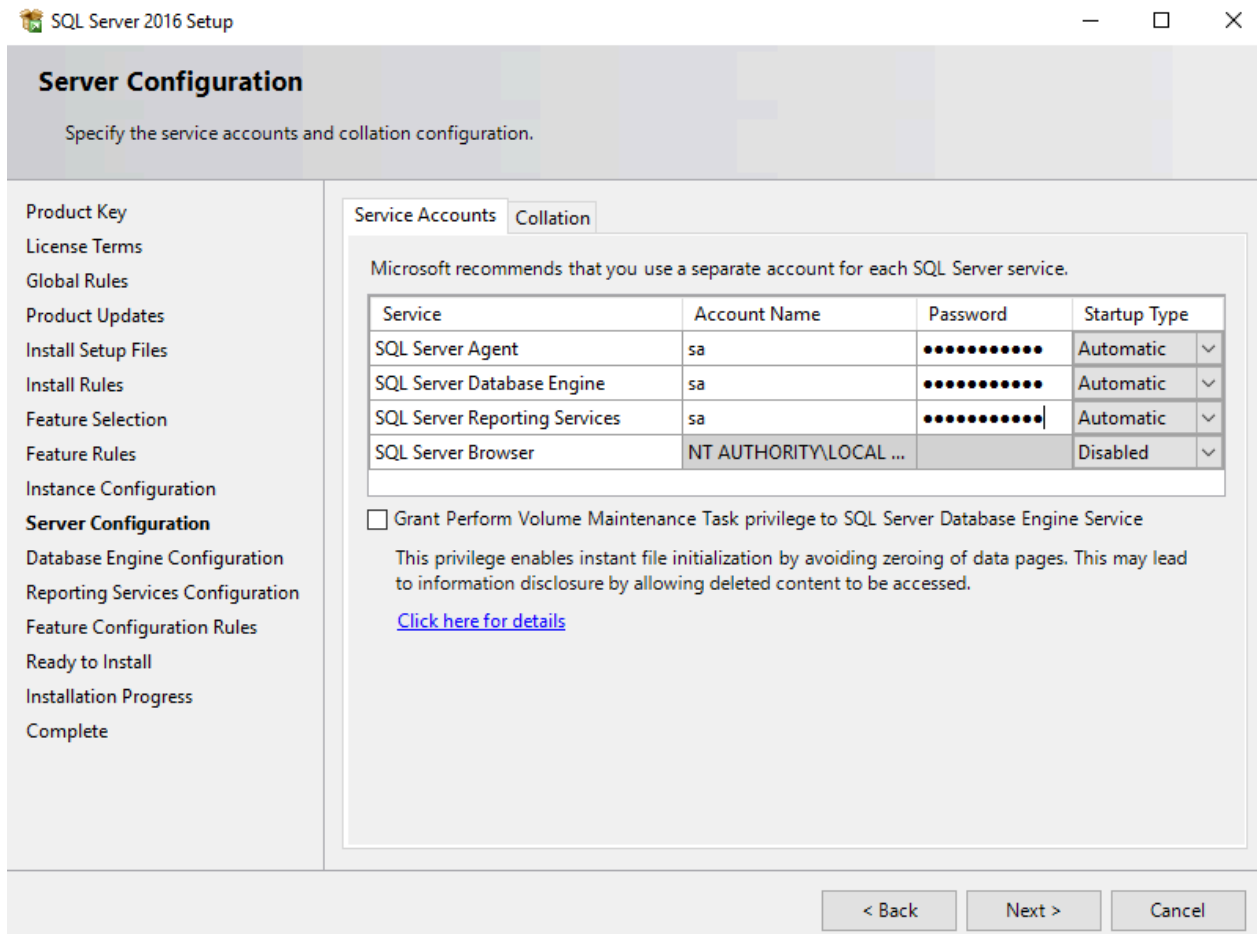 SQL Server 2016 Setup
Server Configuration
Specify the service accounts and collation configuration.
Product Key
License Terms
Global Rules
Product Updates
Install Setup Files
Install Rules
Feature Selection
Feature Rules
Instance Configuration
Server Configuration
Database Engine Configuration
Reporting Services Configuration
Feature Configuration Rules
Ready to Install
Installation Progress
Complete
Service Accounts Collation
Microsoft recommends that you use a separate account for each SQL Server service.
Service Account Name Password Startup Type
SQL Server Agent sa ●●●●●●●●●●● Automatic
SQL Server Database Engine sa ●●●●●●●●●●● Automatic
SQL Server Reporting Services sa ●●●●●●●●●●● Automatic
SQL Server Browser NT AUTHORITY\LOCAL ... Disabled
Grant Perform Volume Maintenance Task privilege to SQL Server Database Engine Service
This privilege enables instant file initialization by avoiding zeroing of data pages. This may lead
to information disclosure by allowing deleted content to be accessed.
Click here for details
< Back Next > Cancel